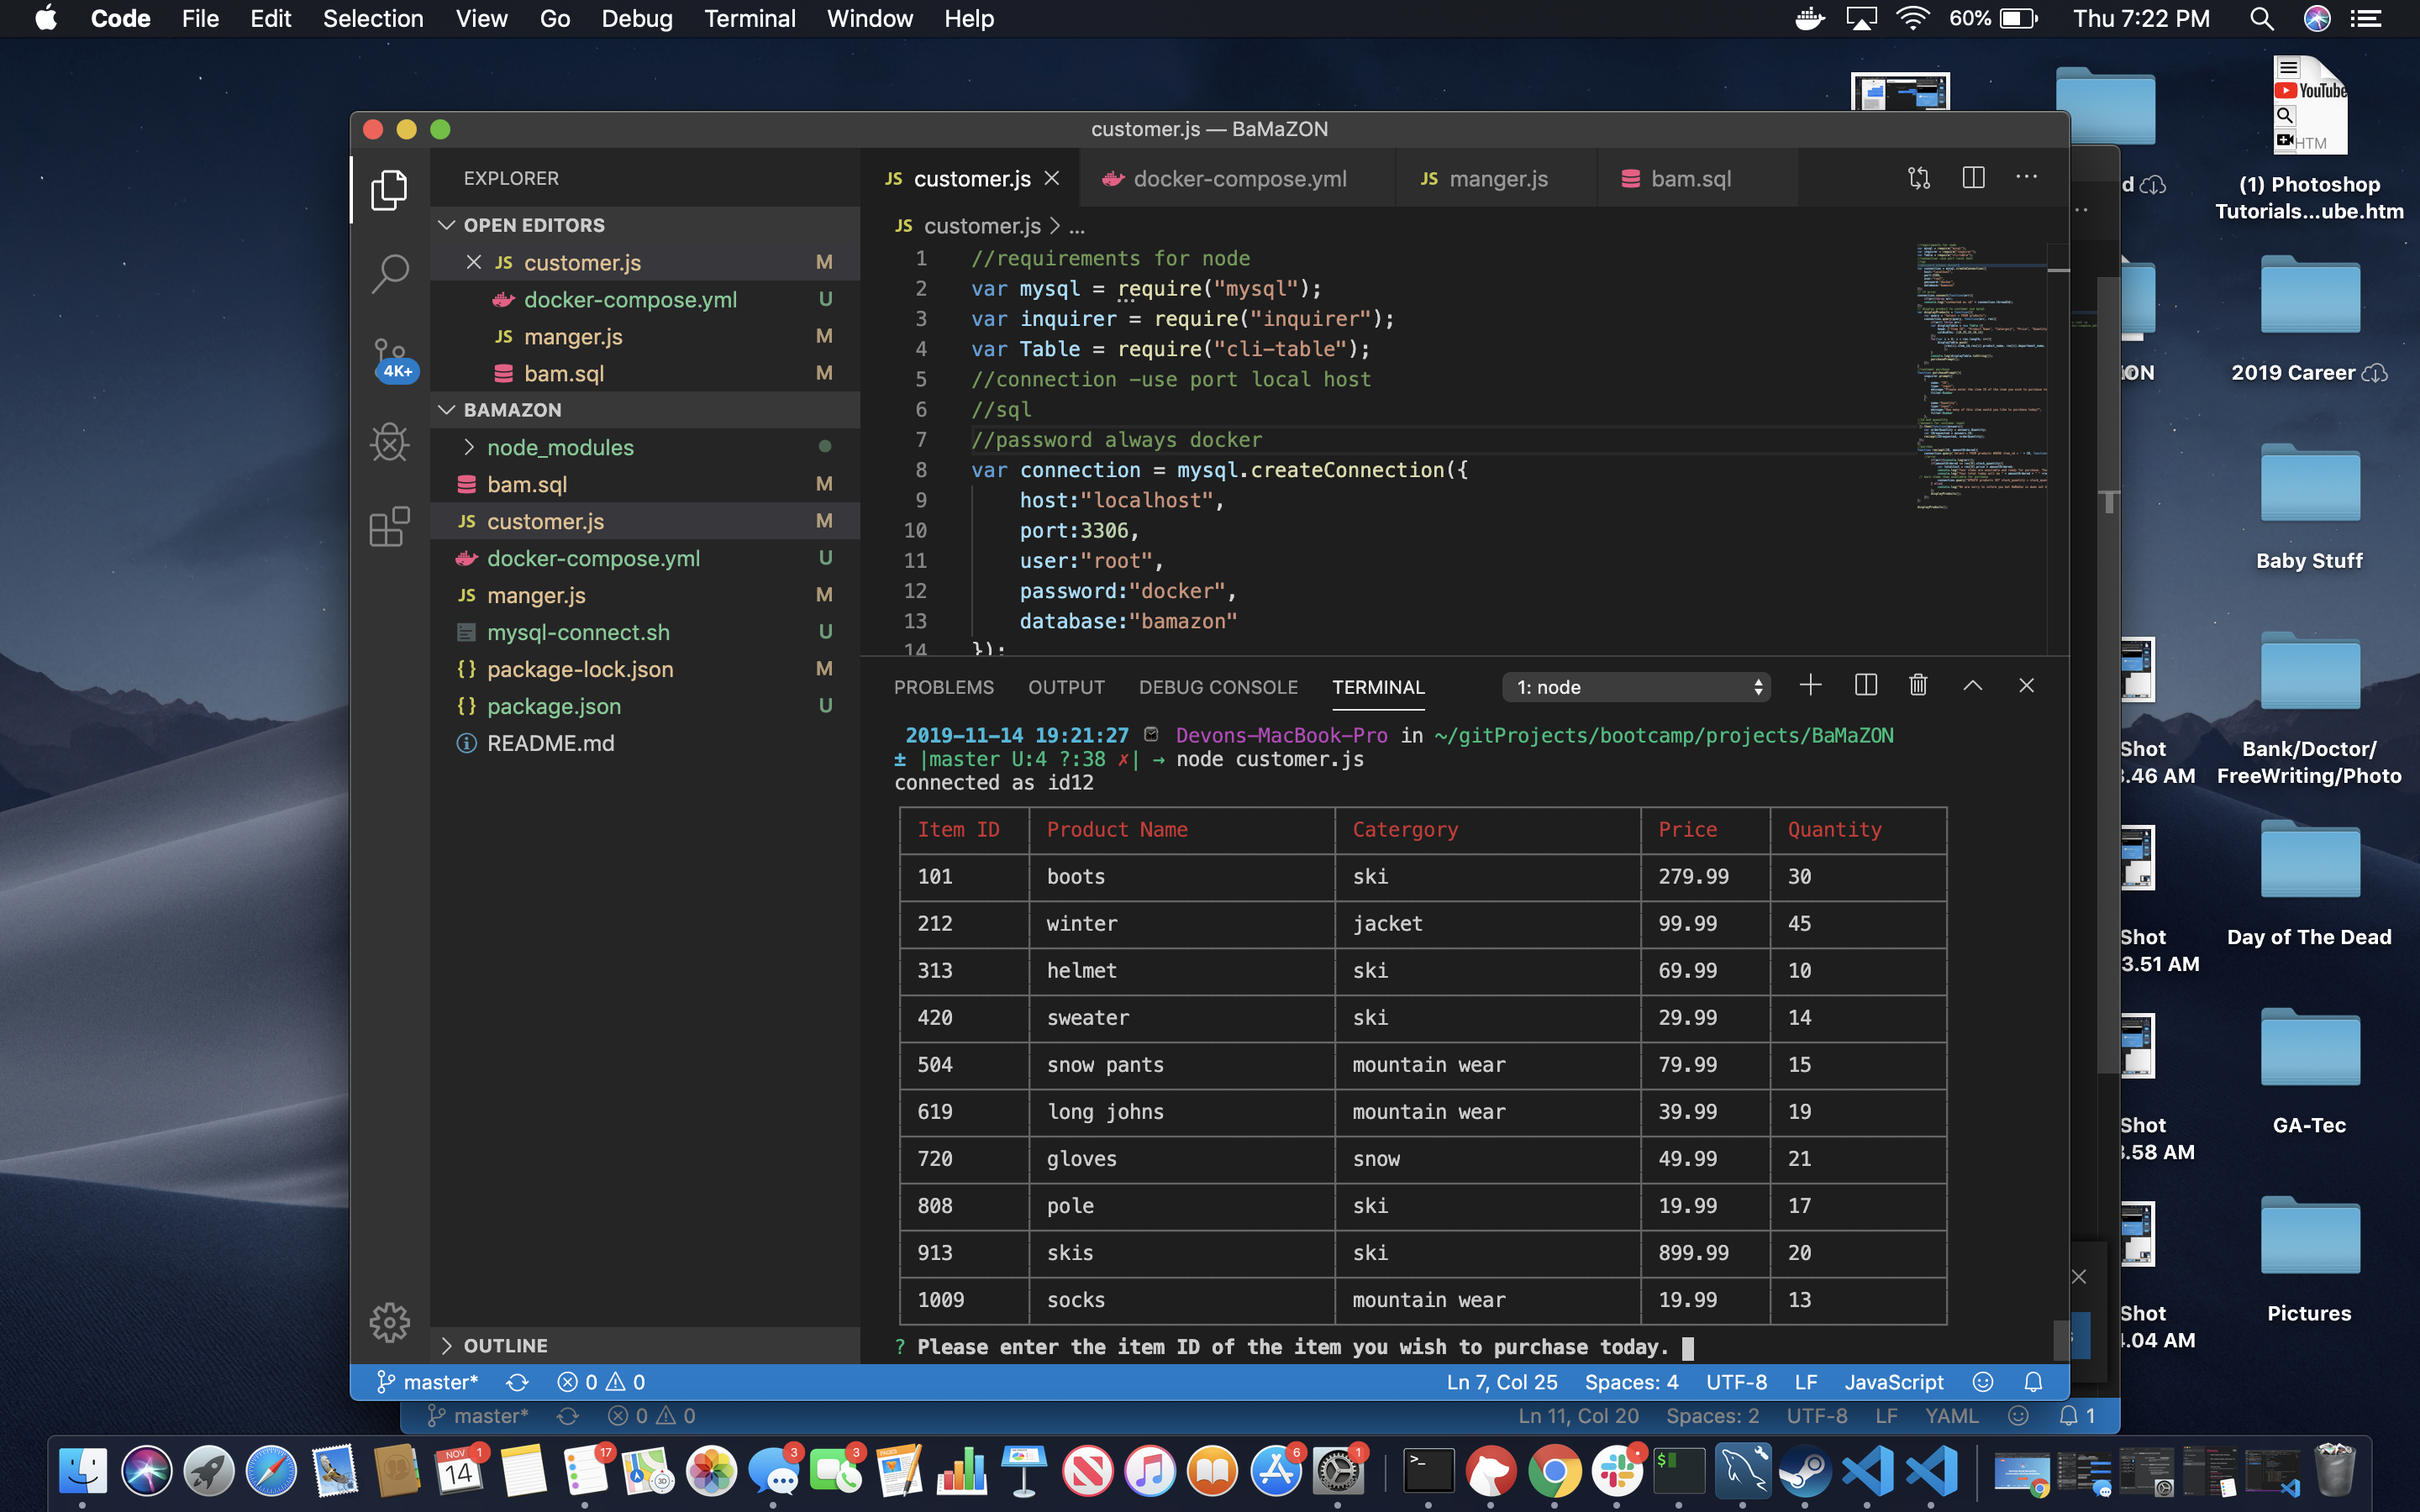 Code File Edit Selection View Go Debug Terminal Window Help 60% Thu 7:22 PM
customer.js — BaMaZON
EXPLORER
OPEN EDITORS
customer.js M
docker-compose.yml U
manger.js M
bam.sql M
4K+
BAMAZON
node_modules
bam.sql M
JS customer.js M
docker-compose.yml U
JS manger.js M
mysql-connect.sh U
{} package-lock.json M
{} package.json U
README.md
OUTLINE
JS customer.js docker-compose.yml JS manger.js bam.sql
JS customer.js > ...
1 //requirements for node
2 var mysql = require("mysql");
3 var inquirer = require("inquirer");
4 var Table = require("cli-table");
5 //connection -use port local host
6 //sql
7 //password always docker
8 var connection = mysql.createConnection({
9 host:"localhost",
10 port:3306,
11 user:"root",
12 password:"docker",
13 database:"bamazon"
14 });
PROBLEMS OUTPUT DEBUG CONSOLE TERMINAL 1: node
2019-11-14 19:21:27 Devons-MacBook-Pro in ~/gitProjects/bootcamp/projects/BaMaZON
± |master U:4 ?:38 ✗| → node customer.js
connected as id12
Item ID Product Name Catergory Price Quantity
101 boots ski 279.99 30
212 winter jacket 99.99 45
313 helmet ski 69.99 10
420 sweater ski 29.99 14
504 snow pants mountain wear 79.99 15
619 long johns mountain wear 39.99 19
720 gloves snow 49.99 21
808 pole ski 19.99 17
913 skis ski 899.99 20
1009 socks mountain wear 19.99 13
? Please enter the item ID of the item you wish to purchase today.
master* 0 0 Ln 7, Col 25 Spaces: 4 UTF-8 LF JavaScript
master* 0 0 Ln 11, Col 20 Spaces: 2 UTF-8 LF YAML 1
YouTube
HTM
(1) Photoshop
Tutorials...ube.htm
2019 Career
Baby Stuff
Bank/Doctor/
FreeWriting/Photo
Day of The Dead
GA-Tec
Pictures
Shot
.46 AM
Shot
3.51 AM
Shot
.58 AM
Shot
.04 AM
NOV 14 1 17 3D 3 3 6 1